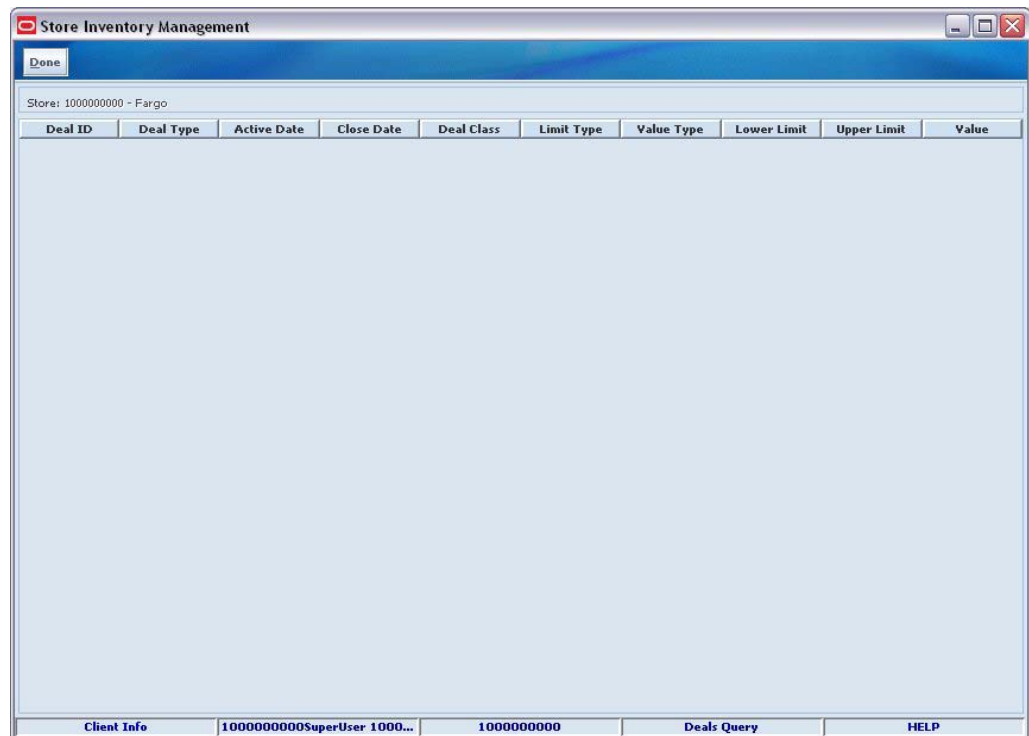 Store Inventory Management
Done
Store: 1000000000 - Fargo
Deal ID Deal Type Active Date Close Date Deal Class Limit Type Value Type Lower Limit Upper Limit Value
Client Info 1000000000SuperUser 1000... 1000000000 Deals Query HELP